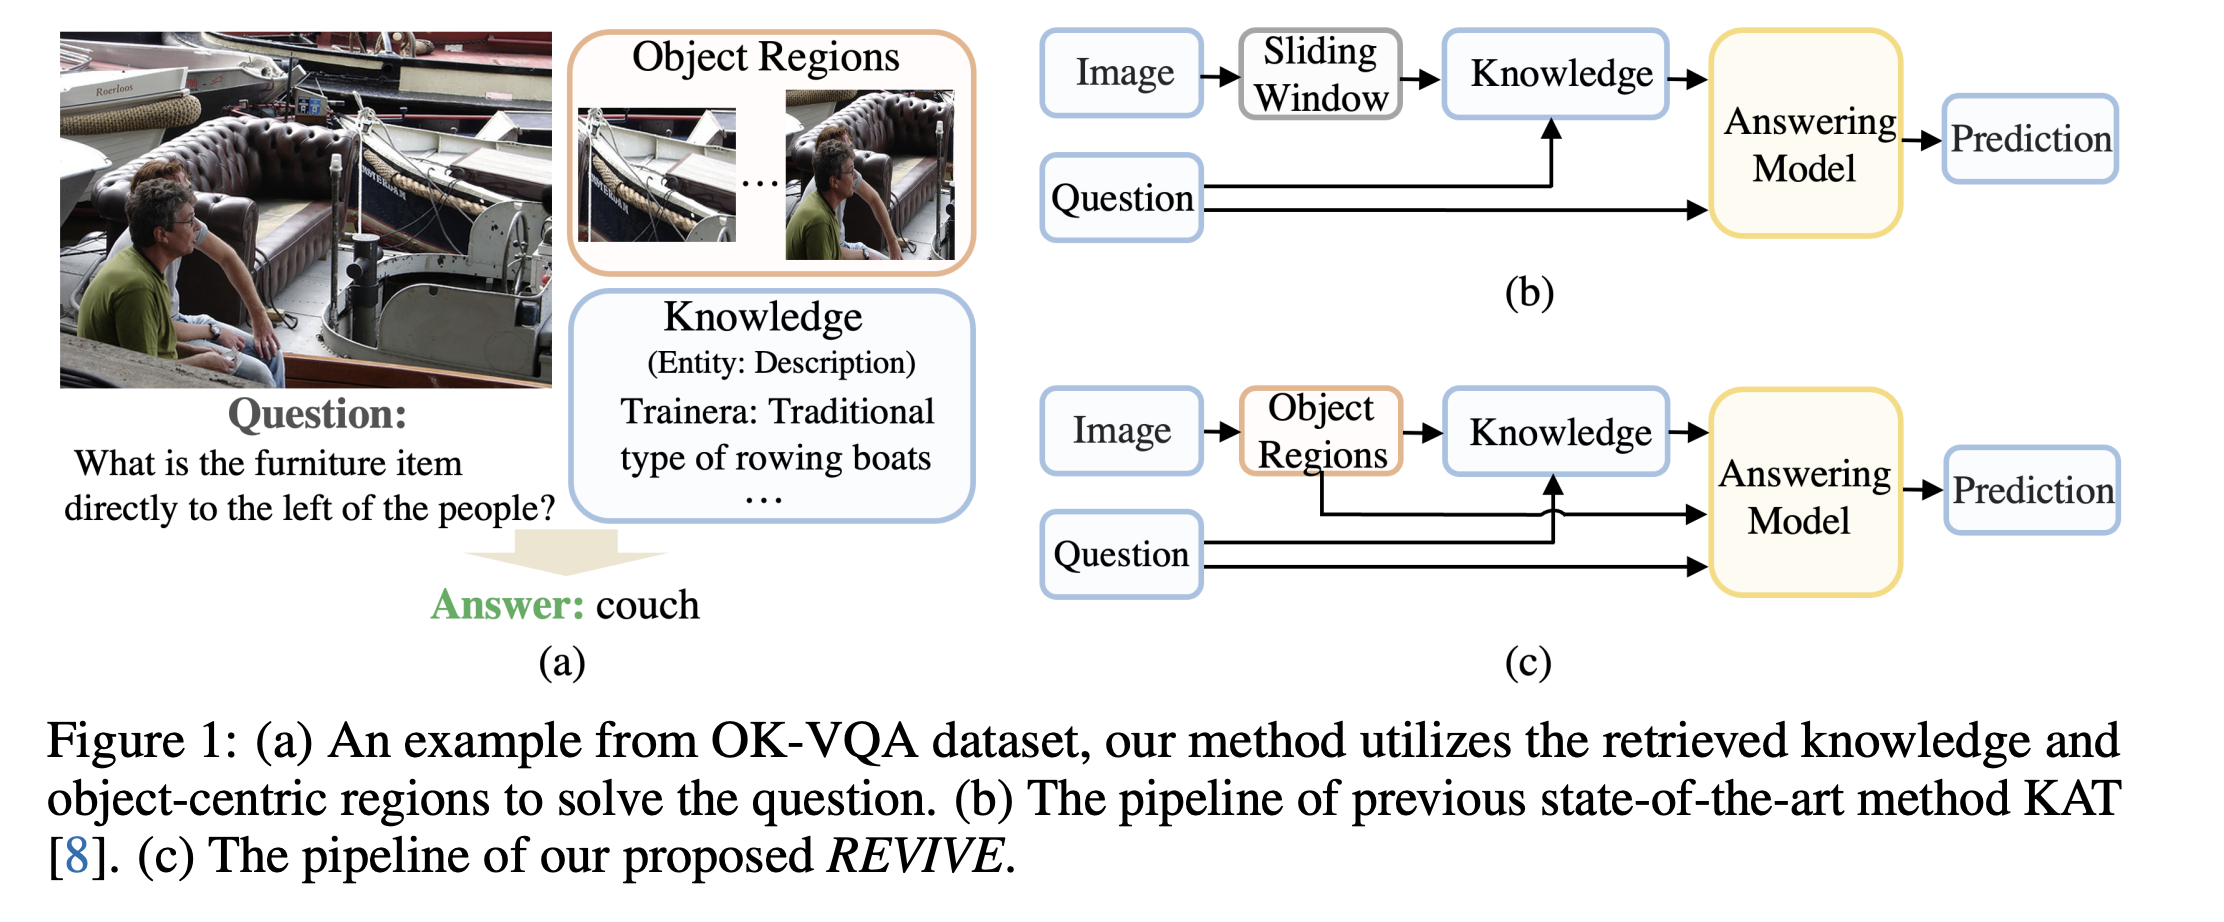 Roerloos
AMSTERDAM
Question:
What is the furniture item
directly to the left of the people?
Object Regions
...
Knowledge
(Entity: Description)
Trainera: Traditional
type of rowing boats
...
Answer: couch
(a)
Image
Sliding
Window
Knowledge
Question
Answering
Model
Prediction
(b)
Image
Object
Regions
Knowledge
Question
Answering
Model
Prediction
(c)
Figure 1: (a) An example from OK-VQA dataset, our method utilizes the retrieved knowledge and
object-centric regions to solve the question. (b) The pipeline of previous state-of-the-art method KAT
[8]. (c) The pipeline of our proposed REVIVE.